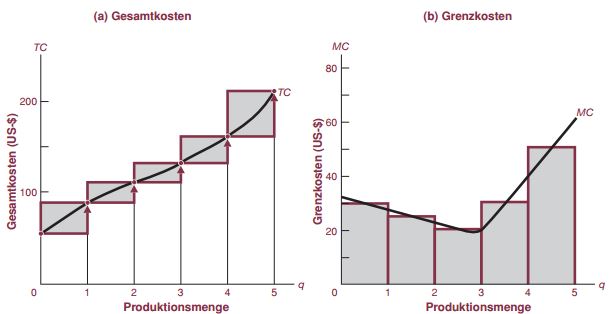 (a) Gesamtkosten
TC
Gesamtkosten (US-$)
200
100
0
1
2
3
4
5
q
TC
Produktionsmenge
(b) Grenzkosten
MC
Grenzkosten (US-$)
80
60
40
20
0
1
2
3
4
5
q
MC
Produktionsmenge